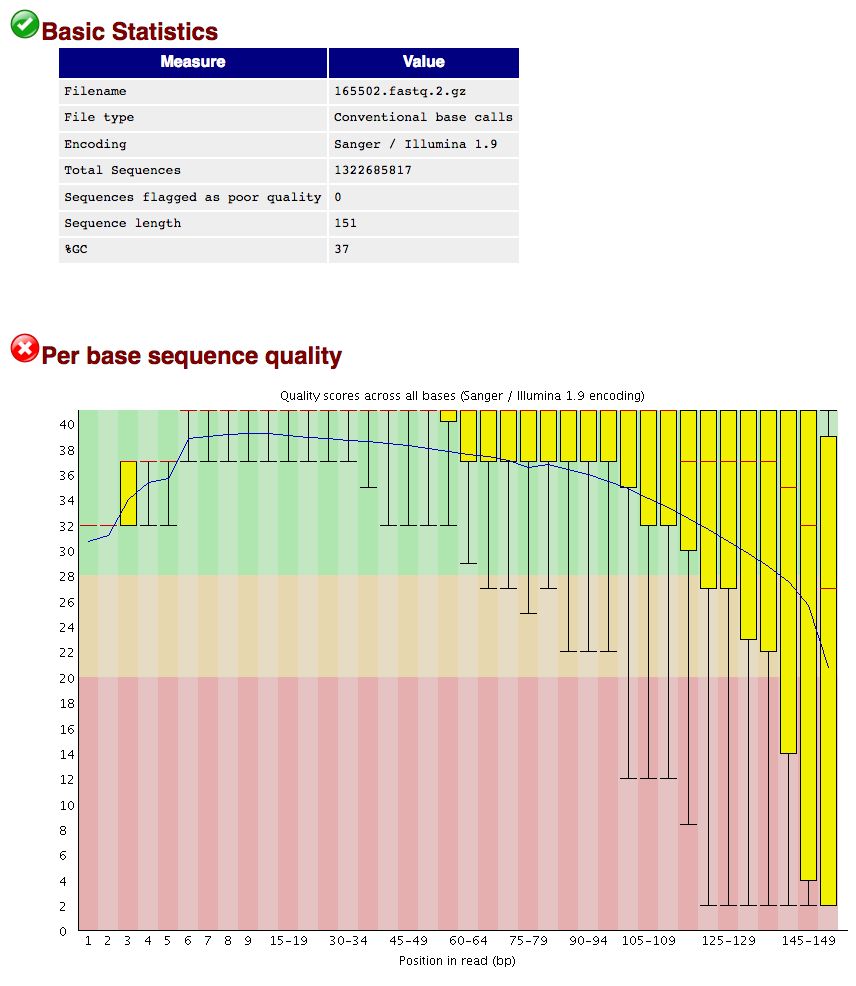 Basic Statistics
Measure Value
Filename 165502.fastq.2.gz
File type Conventional base calls
Encoding Sanger / Illumina 1.9
Total Sequences 1322685817
Sequences flagged as poor quality 0
Sequence length 151
%GC 37
Per base sequence quality
Quality scores across all bases (Sanger / Illumina 1.9 encoding)
40
38
36
34
32
30
28
26
24
22
20
18
16
14
12
10
8
6
4
2
0
1 2 3 4 5 6 7 8 9 15-19 30-34 45-49 60-64 75-79 90-94 105-109 125-129 145-149
Position in read (bp)